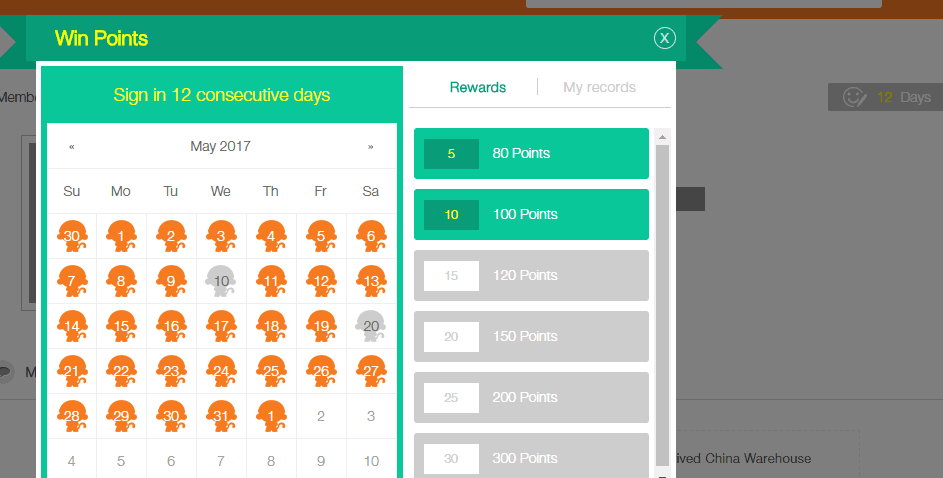 Win Points
X
Sign in 12 consecutive days
Rewards
My records
Membe
12 Days
« May 2017 »
Su Mo Tu We Th Fr Sa
30 1 2 3 4 5 6
7 8 9 10 11 12 13
14 15 16 17 18 19 20
21 22 23 24 25 26 27
28 29 30 31 1 2 3
4 5 6 7 8 9 10
5 80 Points
10 100 Points
15 120 Points
20 150 Points
25 200 Points
30 300 Points
M
ived China Warehouse